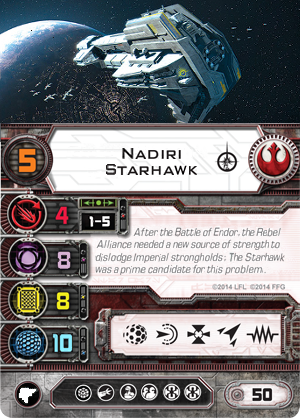 5
NADIRI
STARHAWK
4
1-5
After the Battle of Endor, the Rebel
Alliance needed a new source of strength to
dislodge Imperial strongholds; The Starhawk
was a prime candidate for this problem.
8
©2014 LFL ©2014 FFG
8
10
50